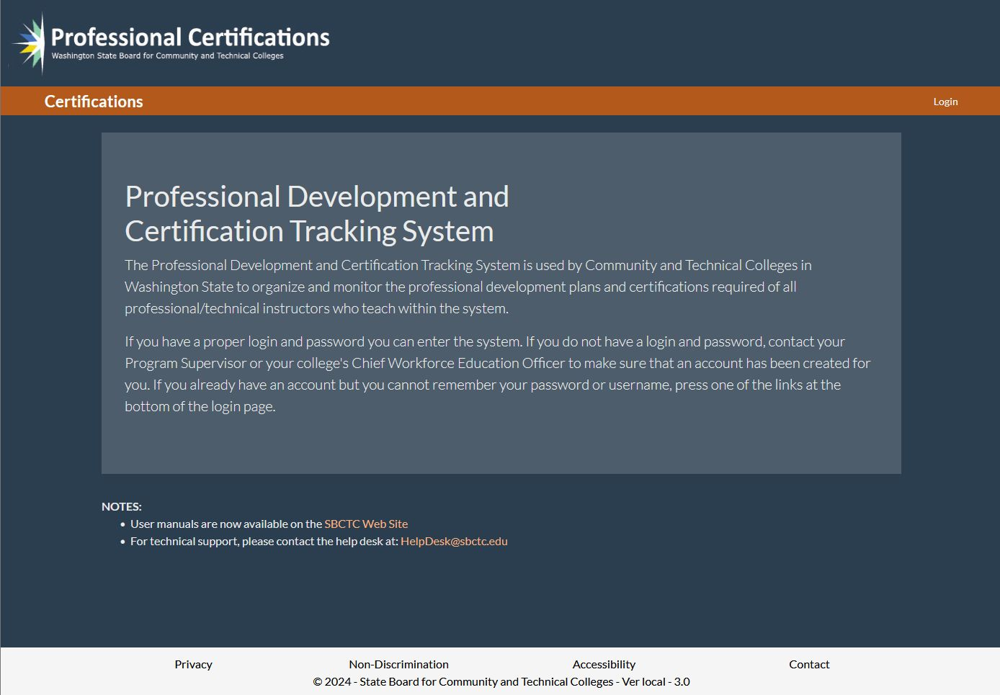 Professional Certifications
Washington State Board for Community and Technical Colleges
Certifications
Login
Professional Development and
Certification Tracking System
The Professional Development and Certification Tracking System is used by Community and Technical Colleges in
Washington State to organize and monitor the professional development plans and certifications required of all
professional/technical instructors who teach within the system.
If you have a proper login and password you can enter the system. If you do not have a login and password, contact your
Program Supervisor or your college's Chief Workforce Education Officer to make sure that an account has been created for
you. If you already have an account but you cannot remember your password or username, press one of the links at the
bottom of the login page.
NOTES:
• User manuals are now available on the SBCTC Web Site
• For technical support, please contact the help desk at: HelpDesk@sbctc.edu
Privacy Non-Discrimination Accessibility Contact
© 2024 - State Board for Community and Technical Colleges - Ver local - 3.0